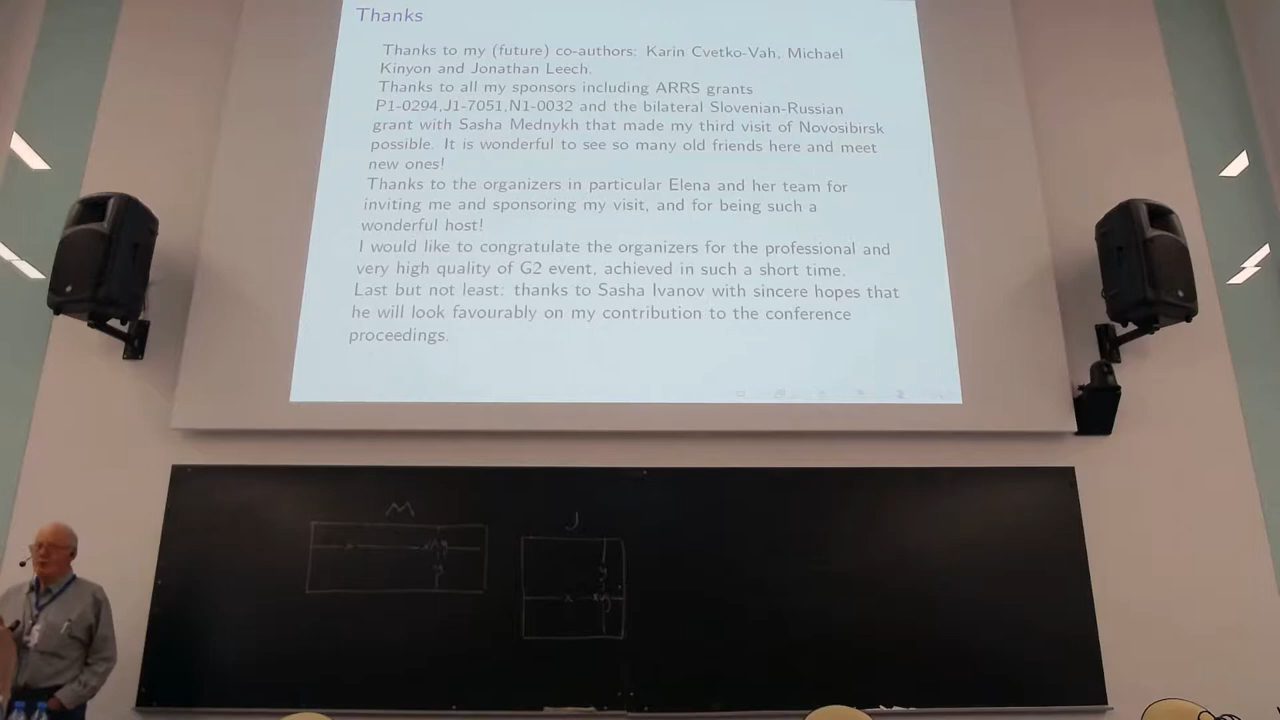 Thanks
Thanks to my (future) co-authors: Karin Cvetko-Vah, Michael
Kinyon and Jonathan Leech.
Thanks to all my sponsors including ARRS grants
P1-0294,J1-7051,N1-0032 and the bilateral Slovenian-Russian
grant with Sasha Mednykh that made my third visit of Novosibirsk
possible. It is wonderful to see so many old friends here and meet
new ones!
Thanks to the organizers in particular Elena and her team for
inviting me and sponsoring my visit, and for being such a
wonderful host!
I would like to congratulate the organizers for the professional and
very high quality of G2 event, achieved in such a short time.
Last but not least: thanks to Sasha Ivanov with sincere hopes that
he will look favourably on my contribution to the conference
proceedings.
M
J
x
y